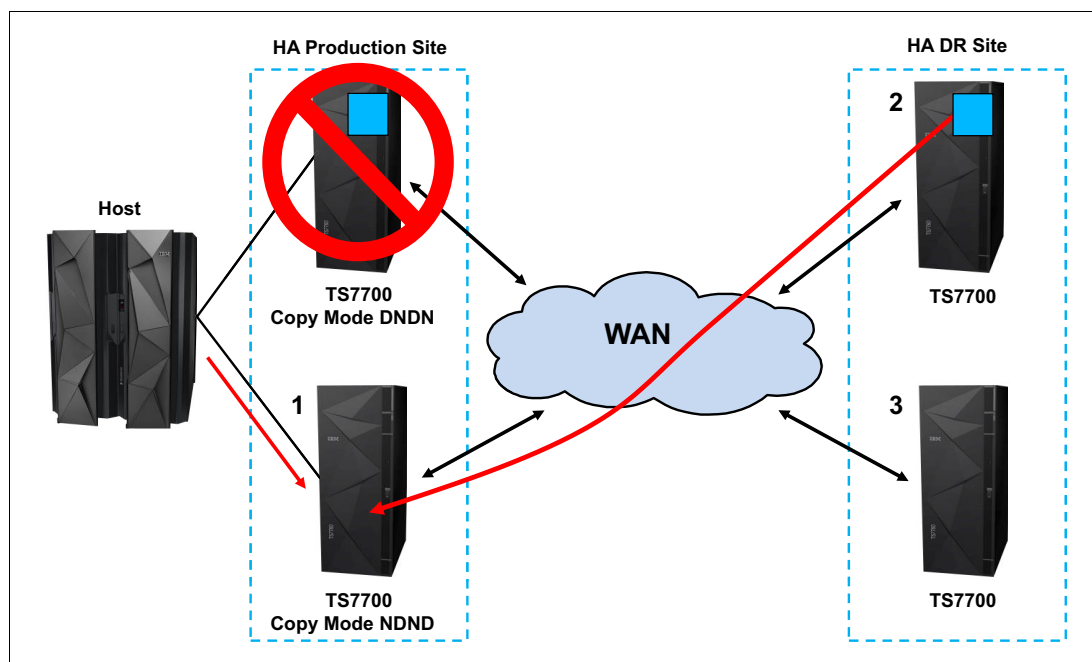 HA Production Site
HA DR Site
2
Host
TS7700
Copy Mode DNDN
TS7700
WAN
1
3
TS7700
Copy Mode NDND
TS7700